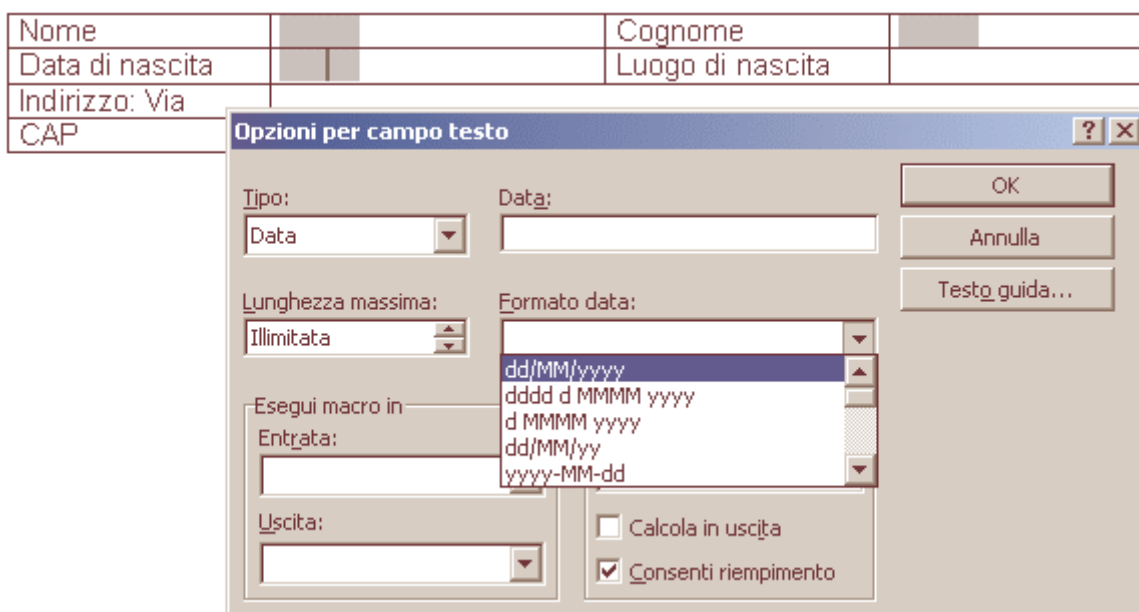 Nome Cognome
Data di nascita Luogo di nascita
Indirizzo: Via
CAP
Opzioni per campo testo
Tipo: Data:
Data
OK
Annulla
Testo guida...
Lunghezza massima: Formato data:
Illimitata
dd/MM/yyyy
dddd d MMMM yyyy
d MMMM yyyy
dd/MM/yy
yyyy-MM-dd
Esegui macro in
Entrata:
Uscita:
Calcola in uscita
Consenti riempimento